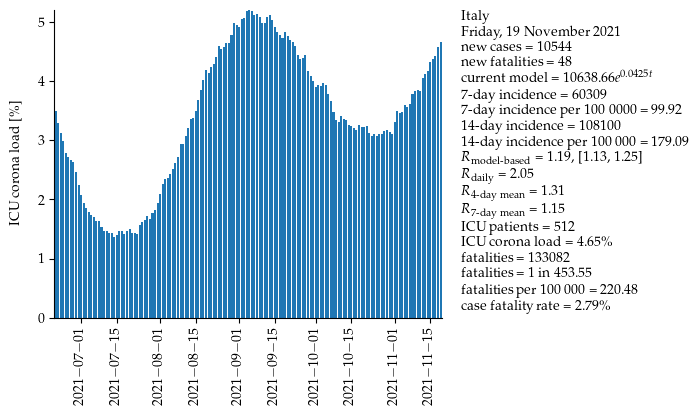 ICU corona load [%]
5
4
3
2
1
0
2021−07−01
2021−07−15
2021−08−01
2021−08−15
2021−09−01
2021−09−15
2021−10−01
2021−10−15
2021−11−01
2021−11−15
Italy
Friday, 19 November 2021
new cases = 10544
new fatalities = 48
current model = 10638.66e^0.0425t
7-day incidence = 60309
7-day incidence per 100 0000 = 99.92
14-day incidence = 108100
14-day incidence per 100 000 = 179.09
R model-based = 1.19, [1.13, 1.25]
R daily = 2.05
R 4-day mean = 1.31
R 7-day mean = 1.15
ICU patients = 512
ICU corona load = 4.65%
fatalities = 133082
fatalities = 1 in 453.55
fatalities per 100 000 = 220.48
case fatality rate = 2.79%